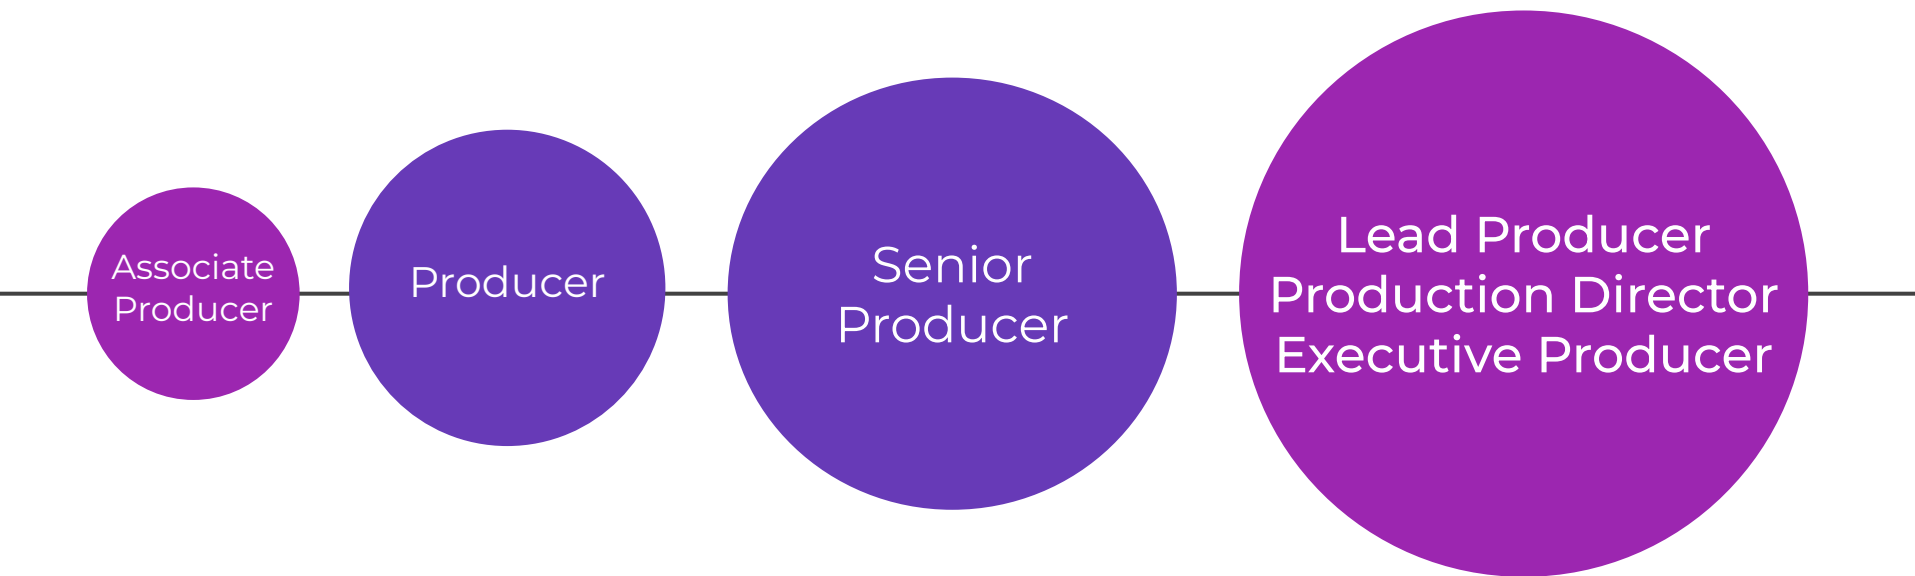 Associate
Producer
Producer
Senior
Producer
Lead Producer
Production Director
Executive Producer